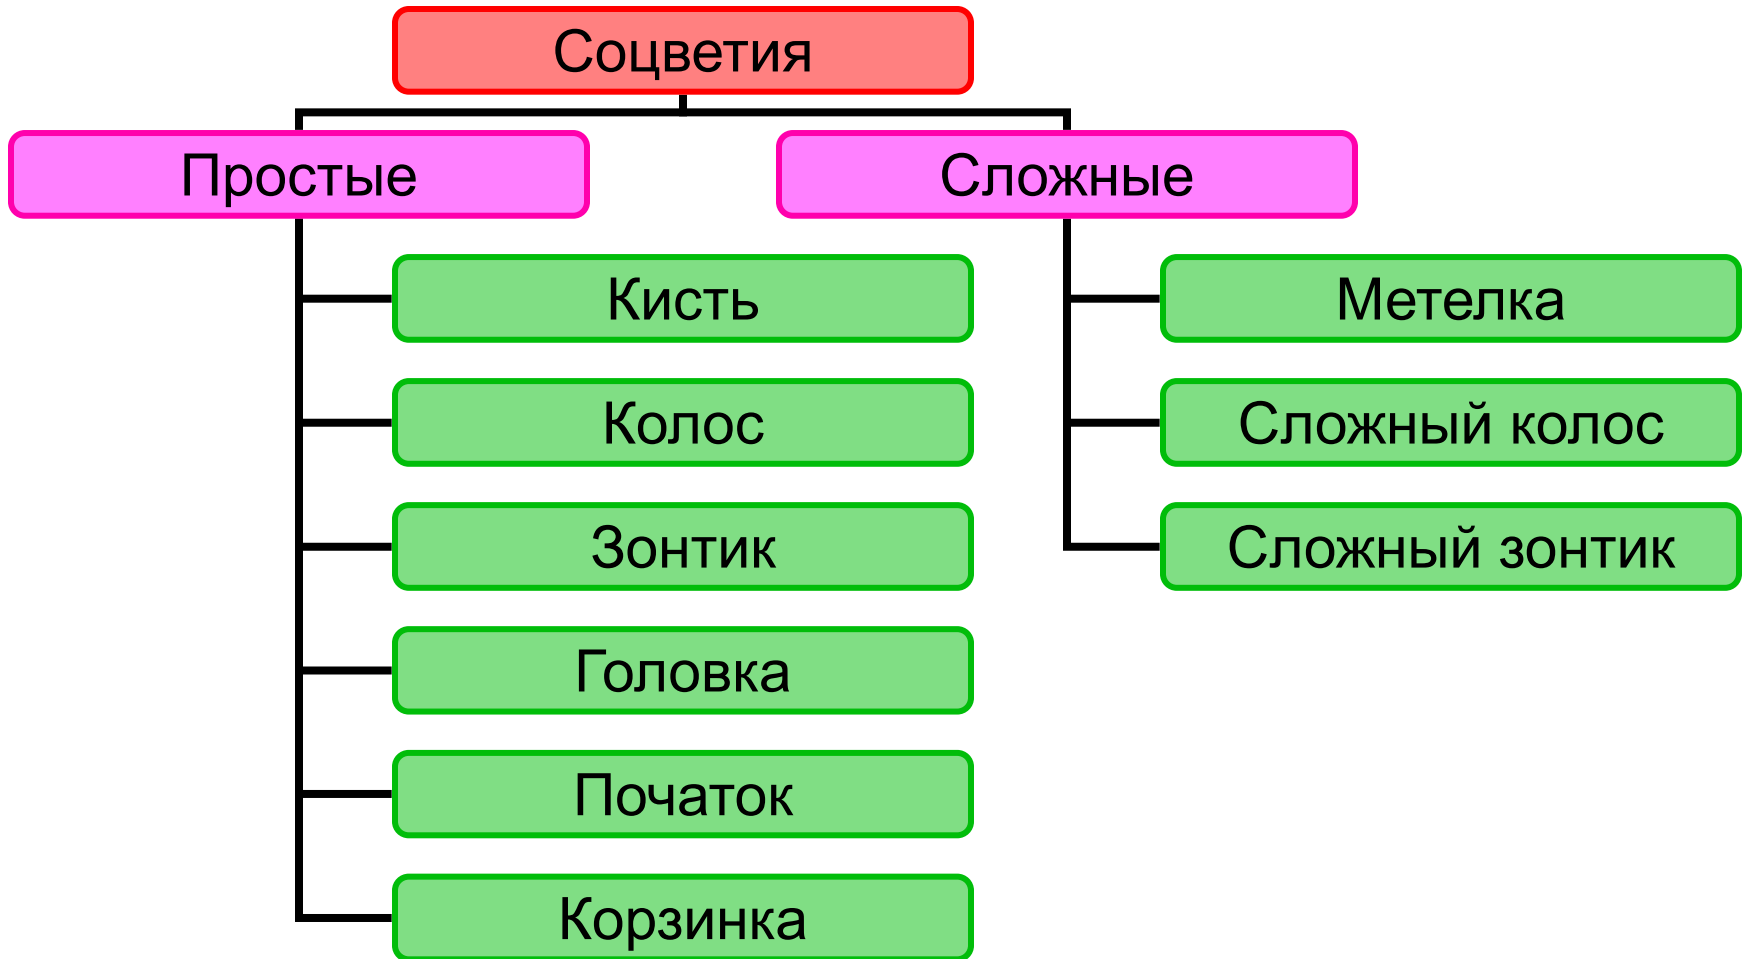 Соцветия
Простые
Сложные
Кисть
Колос
Зонтик
Головка
Початок
Корзинка
Метелка
Сложный колос
Сложный зонтик